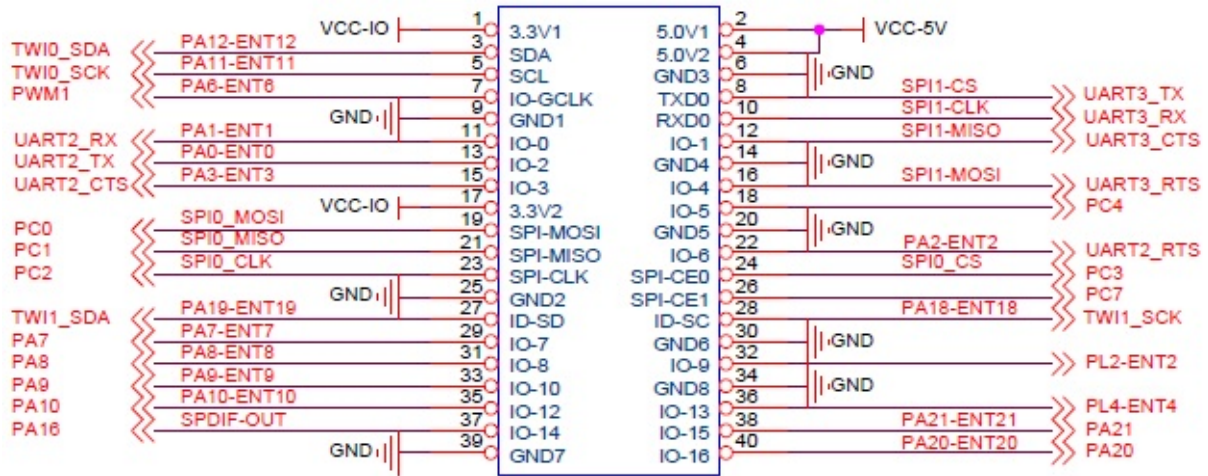 VCC-IO 1 3.3V1 5.0V1 2 VCC-5V
TWI0_SDA PA12-ENT12 3 SDA 5.0V2 4
TWI0_SCK PA11-ENT11 5 SCL GND3 6 GND
PWM1 PA6-ENT6 7 IO-GCLK TXD0 8 SPI1-CS UART3_TX
GND 9 GND1 RXD0 10 SPI1-CLK UART3_RX
UART2_RX PA1-ENT1 11 IO-0 IO-1 12 SPI1-MISO UART3_CTS
UART2_TX PA0-ENT0 13 IO-2 GND4 14 GND
UART2_CTS PA3-ENT3 15 IO-3 IO-4 16 SPI1-MOSI UART3_RTS
VCC-IO 17 3.3V2 IO-5 18 PC4
PC0 SPI0_MOSI 19 SPI-MOSI GND5 20 GND
PC1 SPI0_MISO 21 SPI-MISO IO-6 22 PA2-ENT2 UART2_RTS
PC2 SPI0_CLK 23 SPI-CLK SPI-CE0 24 SPI0_CS PC3
GND 25 GND2 SPI-CE1 26 PC7
TWI1_SDA PA19-ENT19 27 ID-SD ID-SC 28 PA18-ENT18 TWI1_SCK
PA7 PA7-ENT7 29 IO-7 GND6 30 GND
PA8 PA8-ENT8 31 IO-8 IO-9 32 PL2-ENT2
PA9 PA9-ENT9 33 IO-10 GND8 34 GND
PA10 PA10-ENT10 35 IO-12 IO-13 36 PL4-ENT4
PA16 SPDIF-OUT 37 IO-14 IO-15 38 PA21-ENT21 PA21
GND 39 GND7 IO-16 40 PA20-ENT20 PA20